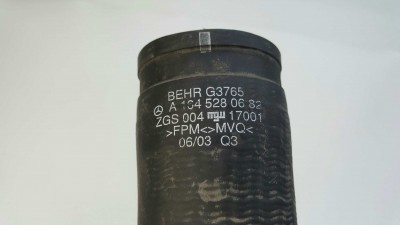 BEHR G3765
A 164 528 06 82
ZGS 004 mgw 17001
>FPM<>MVQ<
06/03 Q3